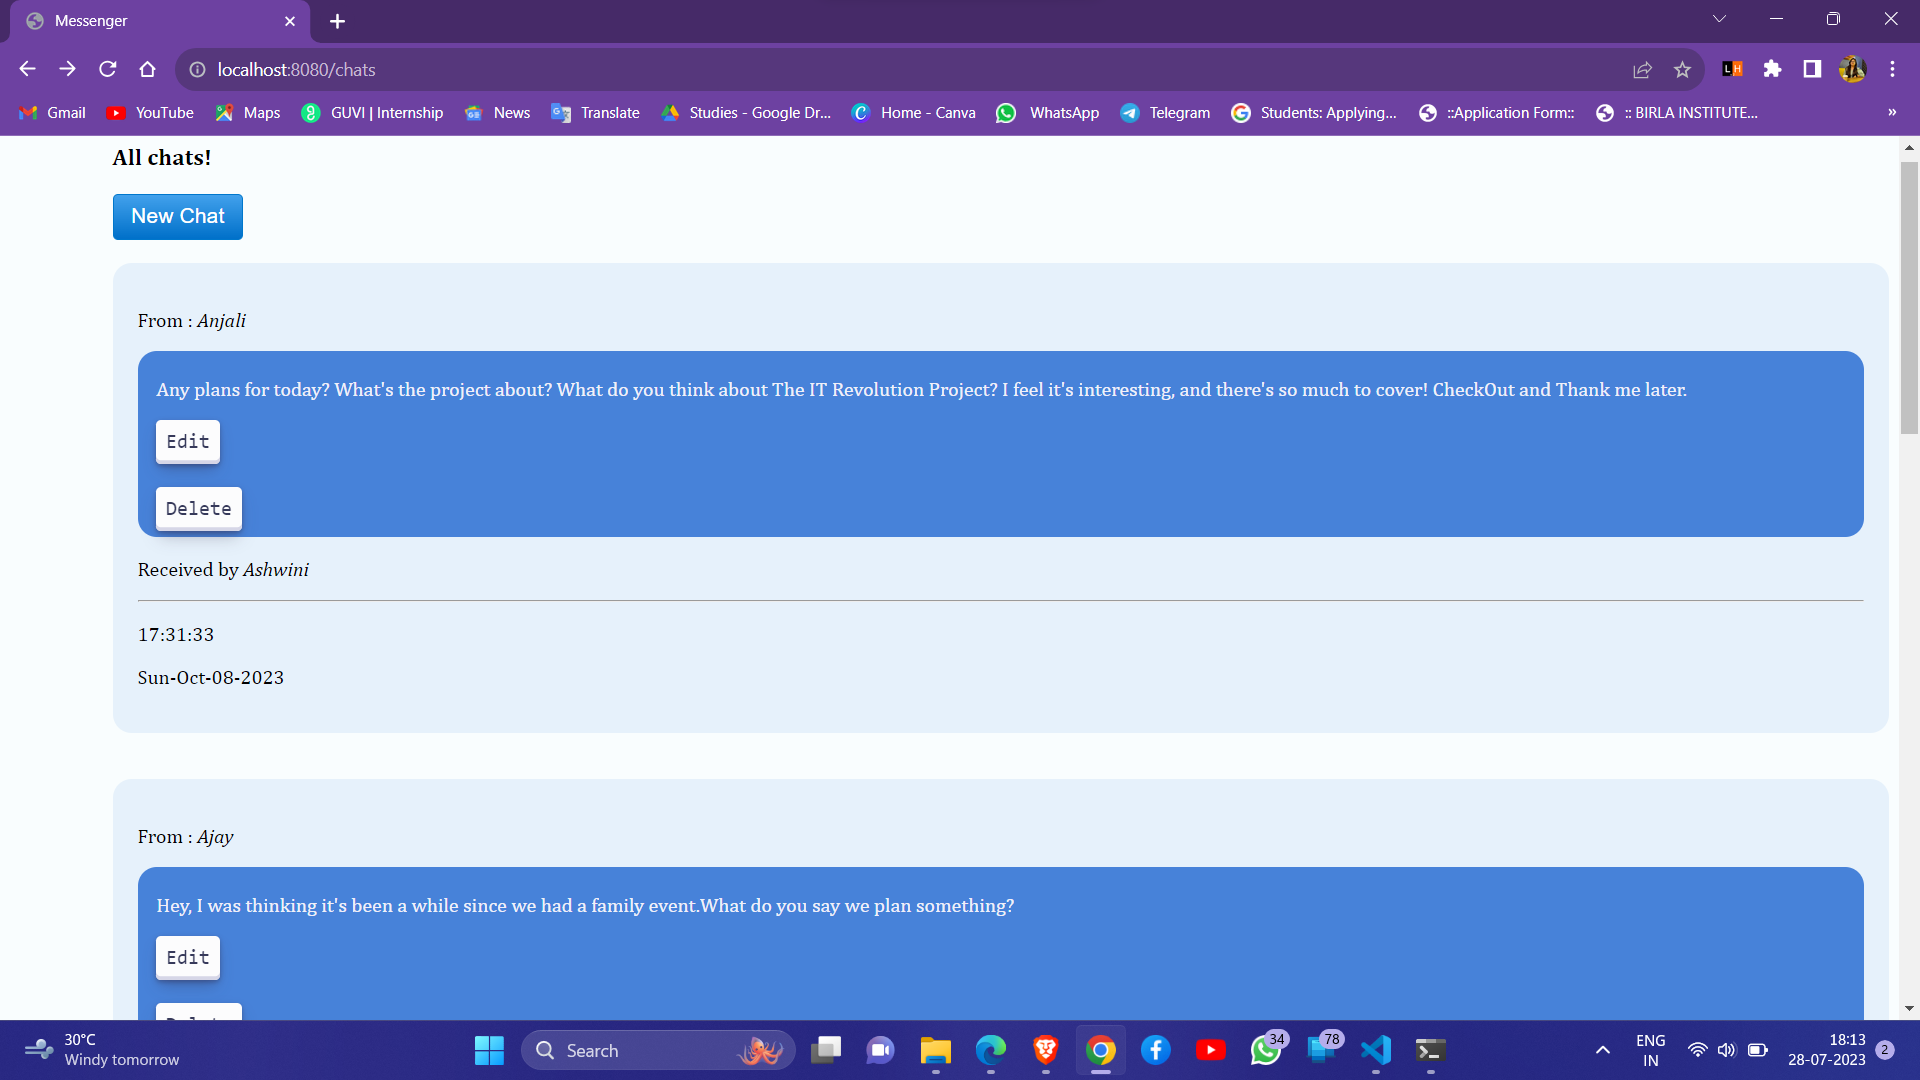 Messenger
localhost:8080/chats
Gmail YouTube Maps GUVI | Internship News Translate Studies - Google Dr... Home - Canva WhatsApp Telegram Students: Applying... ::Application Form:: :: BIRLA INSTITUTE... »
All chats!
New Chat
From : Anjali
Any plans for today? What's the project about? What do you think about The IT Revolution Project? I feel it's interesting, and there's so much to cover! CheckOut and Thank me later.
Edit
Delete
Received by Ashwini
17:31:33
Sun-Oct-08-2023
From : Ajay
Hey, I was thinking it's been a while since we had a family event.What do you say we plan something?
Edit
30°C
Windy tomorrow
Search
34
78
ENG
IN
18:13
28-07-2023
2